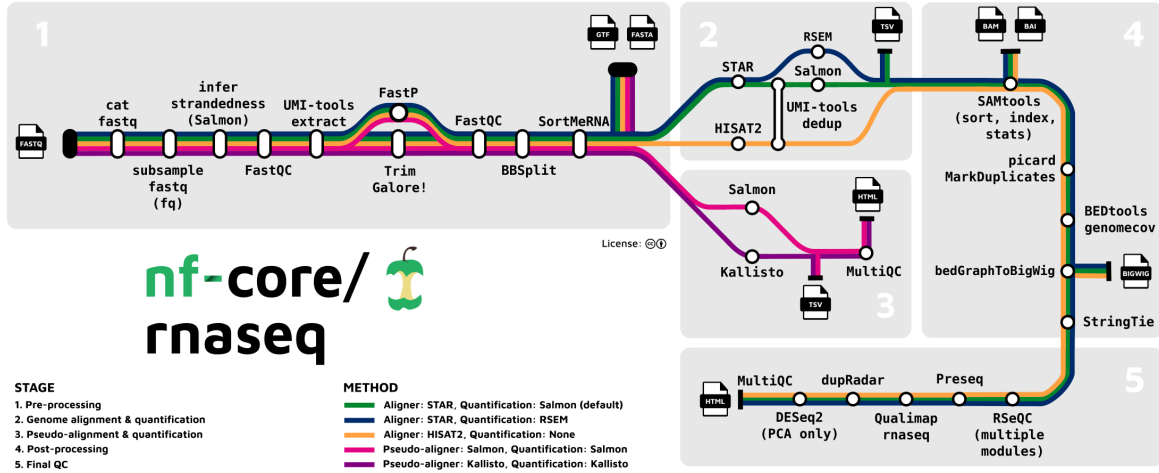 1
GTF
FASTA
FASTQ
cat
fastq
infer
strandedness
(Salmon)
UMI-tools
extract
FastP
FastQC
SortMeRNA
subsample
fastq
(fq)
FastQC
Trim
Galore!
BBSplit
2
TSV
RSEM
STAR
Salmon
HISAT2
UMI-tools
dedup
4
BAM
BAI
SAMtools
(sort, index,
stats)
picard
MarkDuplicates
BEDtools
genomecov
bedGraphToBigWig
BIGWIG
StringTie
3
Salmon
HTML
Kallisto
MultiQC
TSV
License:
nf-core/
rnaseq
5
HTML
MultiQC
dupRadar
Preseq
DESeq2
(PCA only)
Qualimap
rnaseq
RSeQC
(multiple
modules)
STAGE
1. Pre-processing
2. Genome alignment & quantification
3. Pseudo-alignment & quantification
4. Post-processing
5. Final QC
METHOD
Aligner: STAR, Quantification: Salmon (default)
Aligner: STAR, Quantification: RSEM
Aligner: HISAT2, Quantification: None
Pseudo-aligner: Salmon, Quantification: Salmon
Pseudo-aligner: Kallisto, Quantification: Kallisto